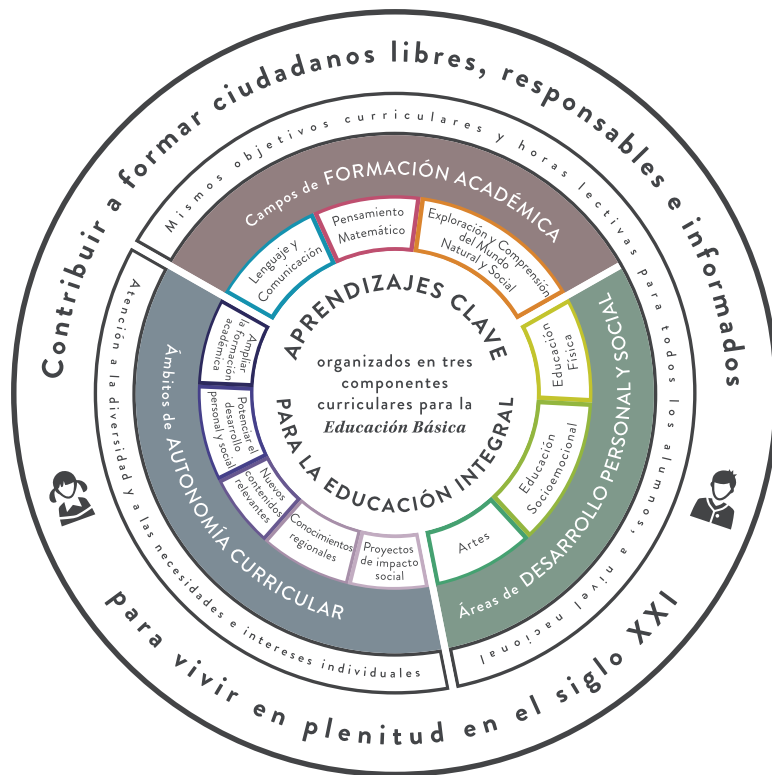 Contribuir a formar ciudadanos libres, responsables e informados
para vivir en plenitud en el siglo XXI
Mismos objetivos curriculares y horas lectivas para todos los alumnos, a nivel nacional
Atención a la diversidad y a las necesidades e intereses individuales
Campos de FORMACIÓN ACADÉMICA
Lenguaje y
Comunicación
Pensamiento
Matemático
Exploración y Comprensión
del Mundo
Natural y Social
Áreas de DESARROLLO PERSONAL Y SOCIAL
Educación
Física
Educación
Socioemocional
Artes
Ámbitos de AUTONOMÍA CURRICULAR
Ampliar
la formación
académica
Potenciar el
desarrollo
personal y social
Nuevos
contenidos
relevantes
Conocimientos
regionales
Proyectos
de impacto
social
APRENDIZAJES CLAVE
organizados en tres
componentes
curriculares para la
Educación Básica
PARA LA EDUCACIÓN INTEGRAL